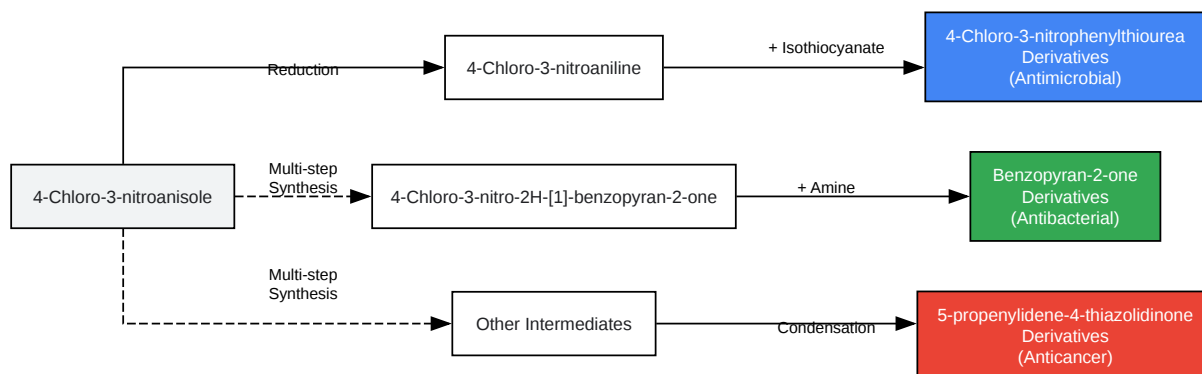 Reduction
4-Chloro-3-nitroaniline
+ Isothiocyanate
4-Chloro-3-nitrophenylthiourea
Derivatives
(Antimicrobial)
4-Chloro-3-nitroanisole
Multi-step
Synthesis
4-Chloro-3-nitro-2H-[1]-benzopyran-2-one
+ Amine
Benzopyran-2-one
Derivatives
(Antibacterial)
Multi-step
Synthesis
Other Intermediates
Condensation
5-propenylidene-4-thiazolidinone
Derivatives
(Anticancer)